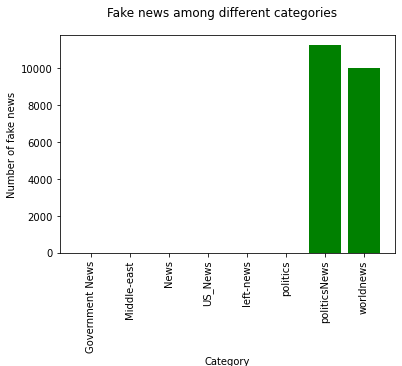 Fake news among different categories
Number of fake news
10000
8000
6000
4000
2000
0
Government News
Middle-east
News
US_News
left-news
politics
politicsNews
worldnews
Category